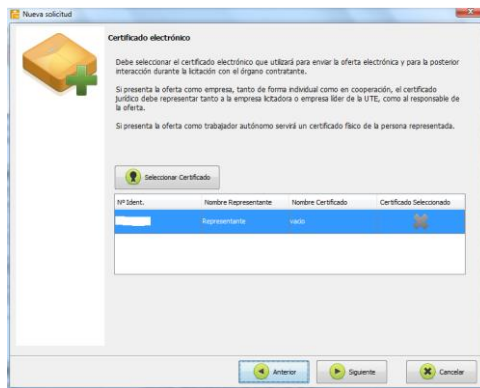 Nueva solicitud
Certificado electrónico
Debe seleccionar el certificado electrónico que utilizará para enviar la oferta electrónica y para la posterior
interacción durante la licitación con el órgano contratante.
Si presenta la oferta como empresa, tanto de forma individual como en cooperación, el certificado
jurídico debe representar tanto a la empresa licitadora o empresa líder de la UTE, como al responsable de
la oferta.
Si presenta la oferta como trabajador autónomo servirá un certificado físico de la persona representada.
Seleccionar Certificado
Nº Ident. Nombre Representante Nombre Certificado Certificado Seleccionado
Representante vacío
Anterior Siguiente Cancelar